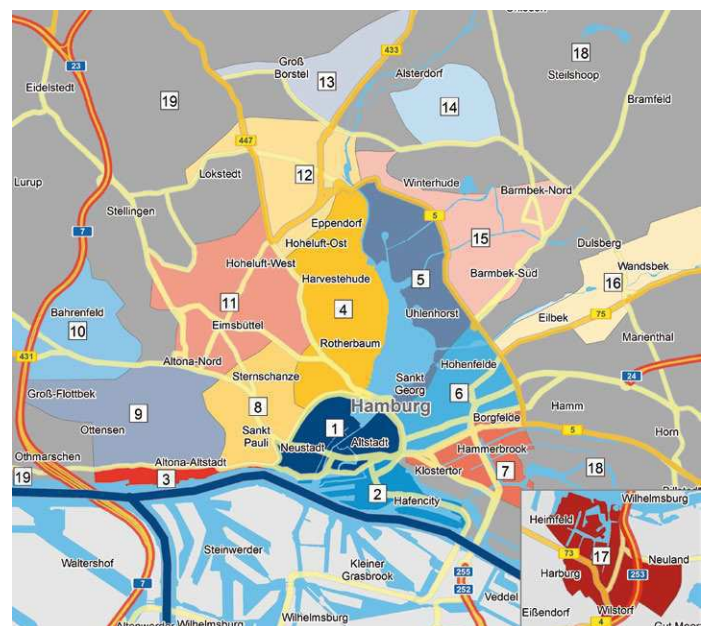 433
18
Groß
Borstel
13
Alsterdorf
Steilshoop
23
Eidelstedt
19
14
Bramfeld
447
12
Lokstedt
Lurup
Winterhude
Barmbek-Nord
Stellingen
5
7
Eppendorf
15
Dulsberg
Hoheluft-Ost
Hoheluft-West
5
Wandsbek
Harvestehude
Barmbek-Süd
16
11
4
Bahrenfeld
Uhlenhorst
75
10
Eimsbüttel
Eilbek
Marienthal
Rotherbaum
431
Altona-Nord
Hohenfelde
Sternschanze
24
Groß-Flottbek
Sankt
Georg
6
9
8
Hamburg
Hamm
Ottensen
1
Borgfelde
Sankt
Pauli
Altstadt
5
Horn
Neustadt
Hammerbrook
Othmarschen
Altona-Altstadt
Klostertor
7
18
19
3
2
Hafencity
Wilhelmsburg
Heimfeld
Steinwerder
17
73
Neuland
Waltershof
Kleiner
Grasbrook
255
252
Harburg
253
7
Veddel
Wilhelmsburg
Wilstorf
Eißendorf
4
Wilhelmsburg